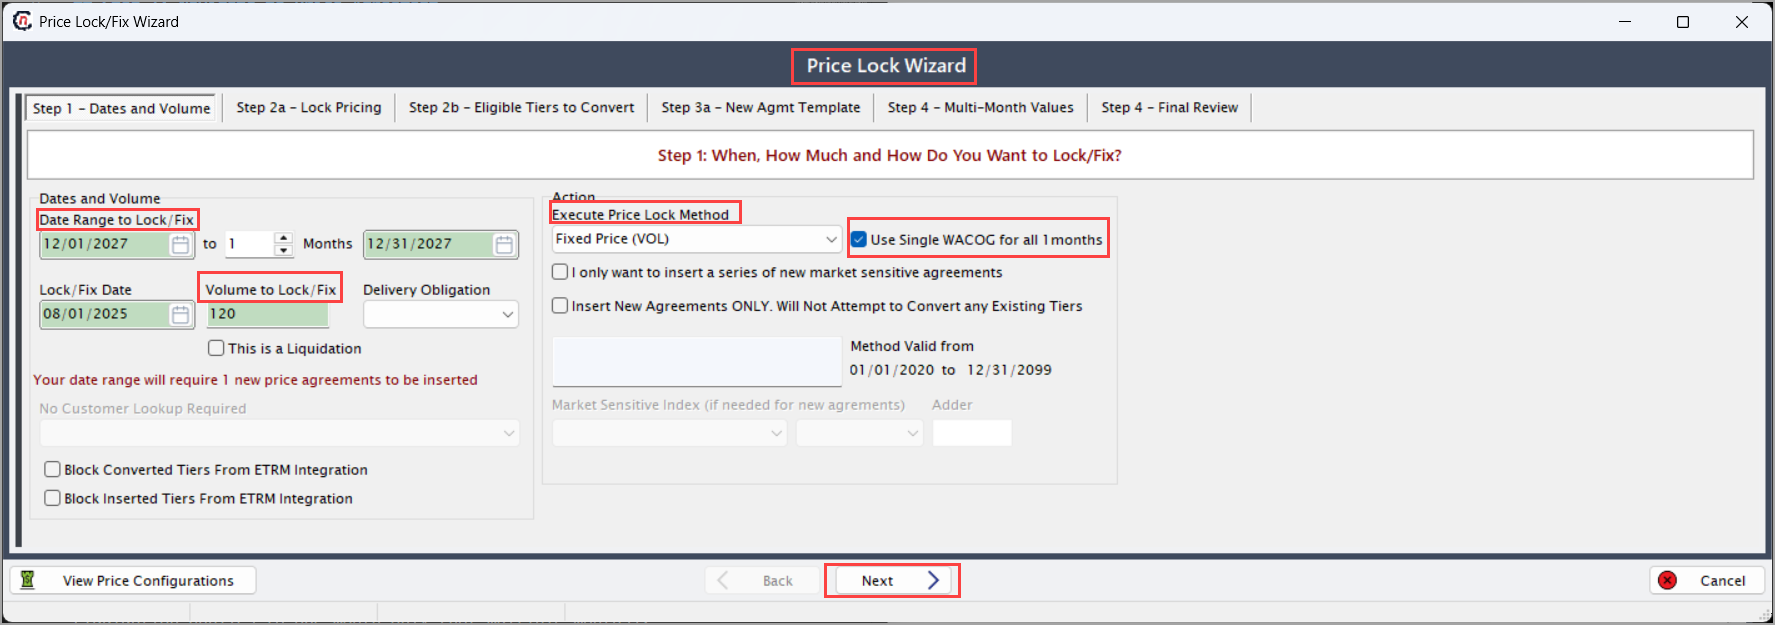 Price Lock/Fix Wizard
Price Lock Wizard
Step 1 - Dates and Volume
Step 2a - Lock Pricing
Step 2b - Eligible Tiers to Convert
Step 3a - New Agmt Template
Step 4 - Multi-Month Values
Step 4 - Final Review
Step 1: When, How Much and How Do You Want to Lock/Fix?
Dates and Volume
Date Range to Lock/Fix
12/01/2027 to 1 Months 12/31/2027
Lock/Fix Date Volume to Lock/Fix Delivery Obligation
08/01/2025 120
This is a Liquidation
Your date range will require 1 new price agreements to be inserted
No Customer Lookup Required
Block Converted Tiers From ETRM Integration
Block Inserted Tiers From ETRM Integration
Action
Execute Price Lock Method
Fixed Price (VOL)
Use Single WACOG for all 1months
I only want to insert a series of new market sensitive agreements
Insert New Agreements ONLY. Will Not Attempt to Convert any Existing Tiers
Method Valid from
01/01/2020 to 12/31/2099
Market Sensitive Index (if needed for new agrements) Adder
View Price Configurations
Back
Next
Cancel